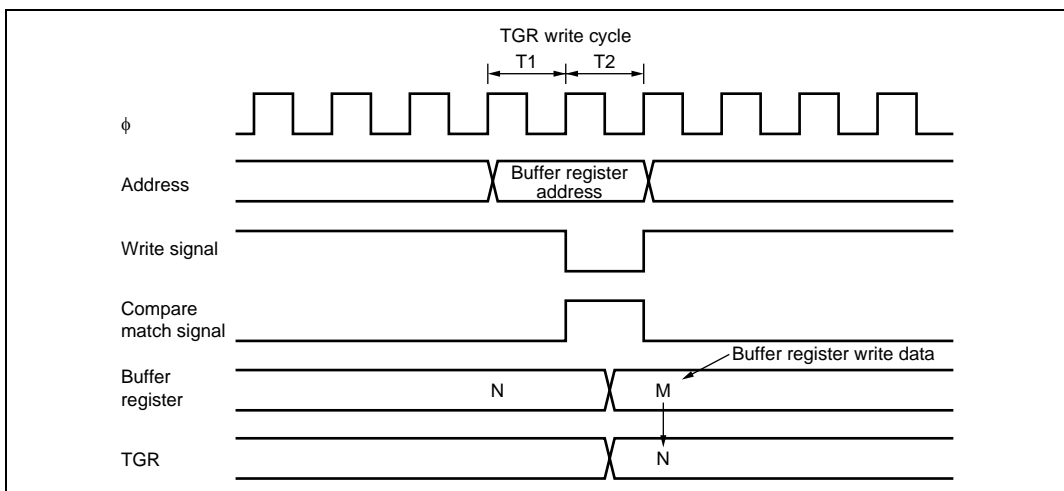 TGR write cycle
T1 T2
ϕ
Address
Buffer register
address
Write signal
Compare
match signal
Buffer register write data
Buffer
register
N M
TGR
N